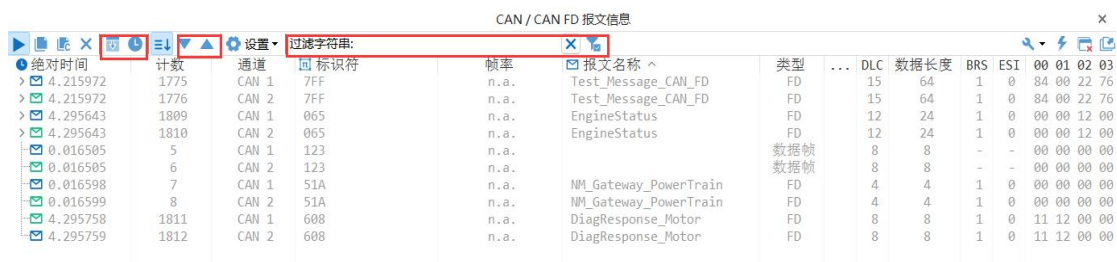 CAN / CAN FD 报文信息
设置 过滤字符串:
绝对时间 计数 通道 标识符 帧率 报文名称 类型 ... DLC 数据长度 BRS ESI 00 01 02 03
4.215972 1775 CAN 1 7FF n.a. Test_Message_CAN_FD FD 15 64 1 0 84 00 22 76
4.215972 1776 CAN 2 7FF n.a. Test_Message_CAN_FD FD 15 64 1 0 84 00 22 76
4.295643 1809 CAN 1 065 n.a. EngineStatus FD 12 24 1 0 00 00 12 00
4.295643 1810 CAN 2 065 n.a. EngineStatus FD 12 24 1 0 00 00 12 00
0.016505 5 CAN 1 123 n.a. 数据帧 8 8 - - 00 00 00 00
0.016505 6 CAN 2 123 n.a. 数据帧 8 8 - - 00 00 00 00
0.016598 7 CAN 1 51A n.a. NM_Gateway_PowerTrain FD 4 4 1 0 00 00 00 00
0.016599 8 CAN 2 51A n.a. NM_Gateway_PowerTrain FD 4 4 1 0 00 00 00 00
4.295758 1811 CAN 1 608 n.a. DiagResponse_Motor FD 8 8 1 0 11 12 00 00
4.295759 1812 CAN 2 608 n.a. DiagResponse_Motor FD 8 8 1 0 11 12 00 00